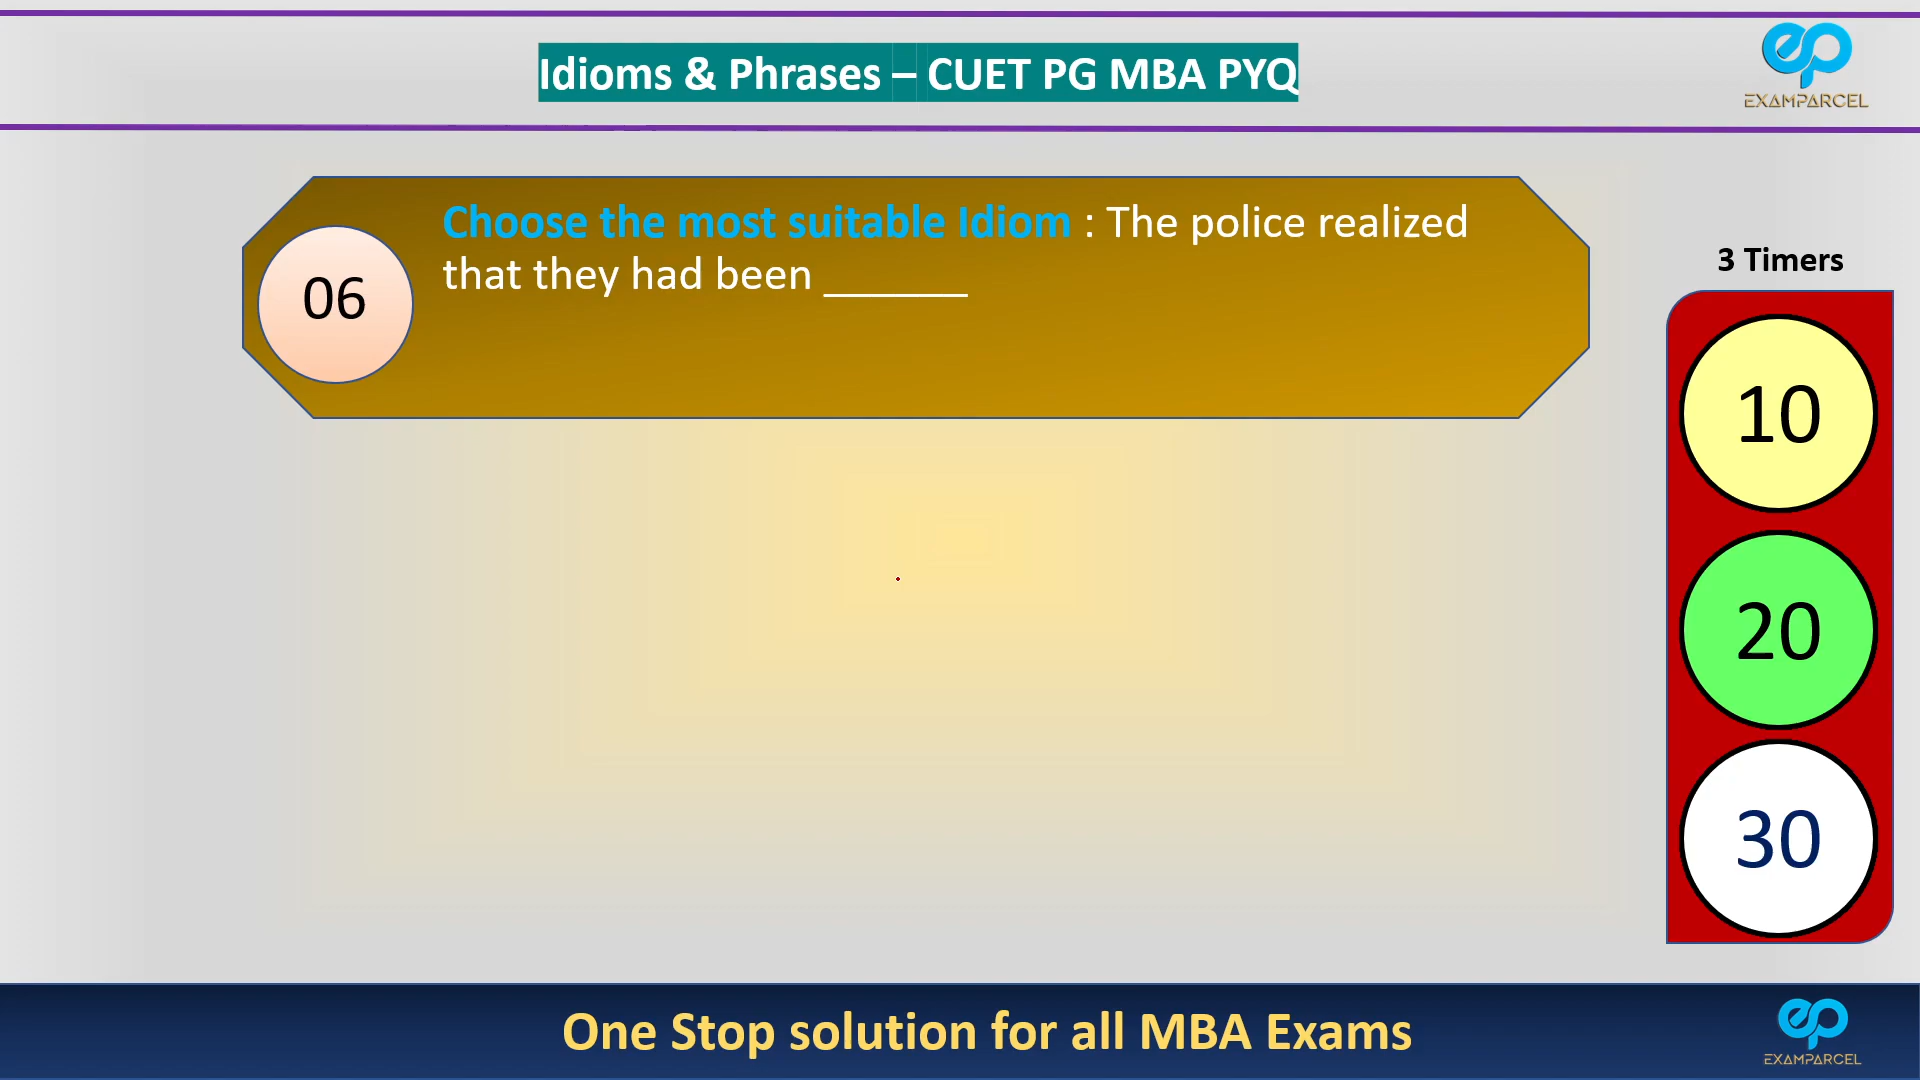 Idioms & Phrases – CUET PG MBA PYQ
EXAMPARCEL
06
Choose the most suitable Idiom : The police realized
that they had been ______
3 Timers
10
20
30
One Stop solution for all MBA Exams
EXAMPARCEL